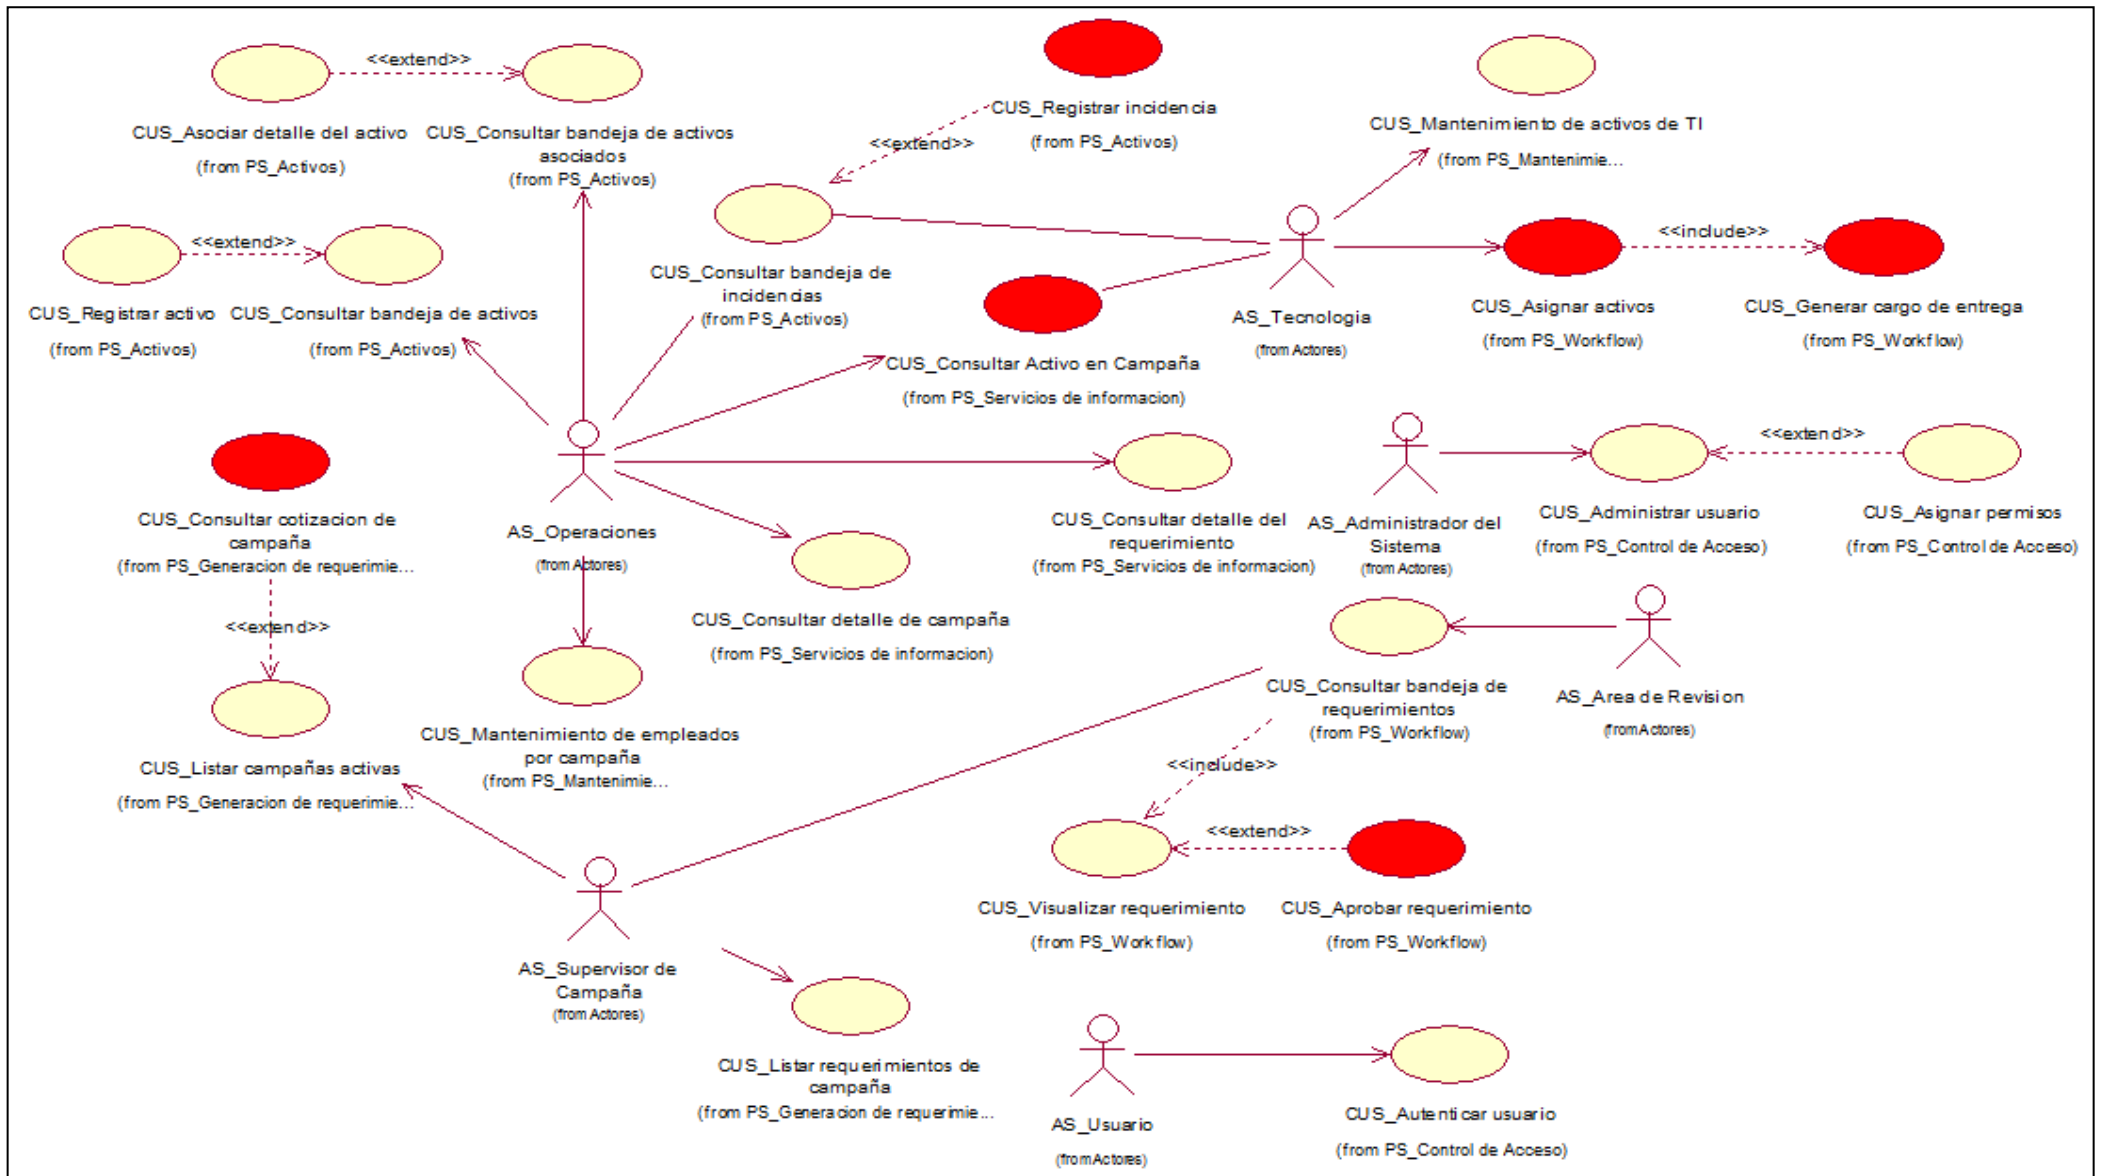 <<extend>>
CUS_Asociar detalle del activo
(from PS_Activos)
CUS_Consultar bandeja de activos
asociados
(from PS_Activos)
CUS_Registrar incidencia
(from PS_Activos)
<<extend>>
CUS_Mantenimiento de activos de TI
(from PS_Mantenimie...
<<extend>>
CUS_Registrar activo
(from PS_Activos)
CUS_Consultar bandeja de activos
(from PS_Activos)
CUS_Consultar bandeja de
incidencias
(from PS_Activos)
CUS_Consultar Activo en Campaña
(from PS_Servicios de informacion)
AS_Tecnologia
(from Actores)
<<include>>
CUS_Asignar activos
(from PS_Workflow)
CUS_Generar cargo de entrega
(from PS_Workflow)
CUS_Consultar cotizacion de
campaña
(from PS_Generacion de requerimie...
<<extend>>
AS_Operaciones
(from Actores)
CUS_Consultar detalle del
requerimiento
(from PS_Servicios de informacion)
AS_Administrador del
Sistema
(from Actores)
<<extend>>
CUS_Administrar usuario
(from PS_Control de Acceso)
CUS_Asignar permisos
(from PS_Control de Acceso)
CUS_Consultar detalle de campaña
(from PS_Servicios de informacion)
CUS_Mantenimiento de empleados
por campaña
(from PS_Mantenimie...
CUS_Listar campañas activas
(from PS_Generacion de requerimie...
CUS_Consultar bandeja de
requerimientos
(from PS_Workflow)
AS_Area de Revision
(from Actores)
<<include>>
<<extend>>
CUS_Visualizar requerimiento
(from PS_Workflow)
CUS_Aprobar requerimiento
(from PS_Workflow)
AS_Supervisor de
Campaña
(from Actores)
CUS_Listar requerimientos de
campaña
(from PS_Generacion de requerimie...
AS_Usuario
(from Actores)
CUS_Autenticar usuario
(from PS_Control de Acceso)